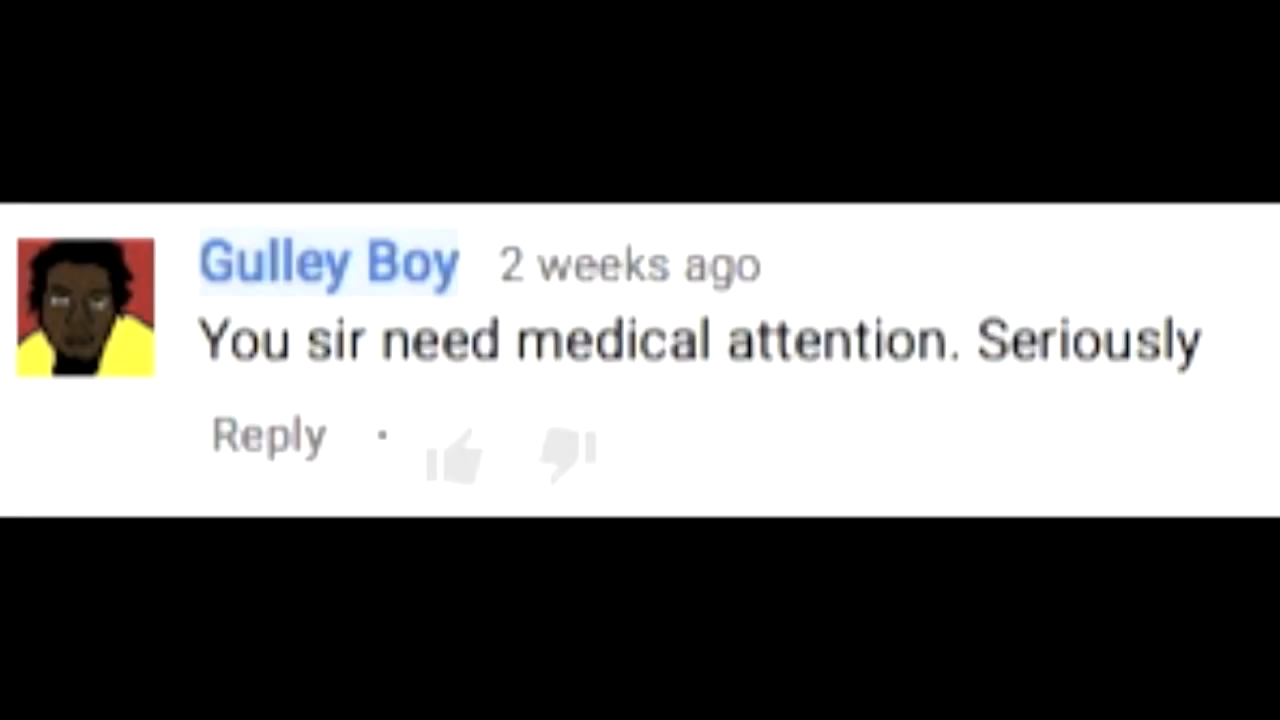 Gulley Boy 2 weeks ago
You sir need medical attention. Seriously
Reply ·